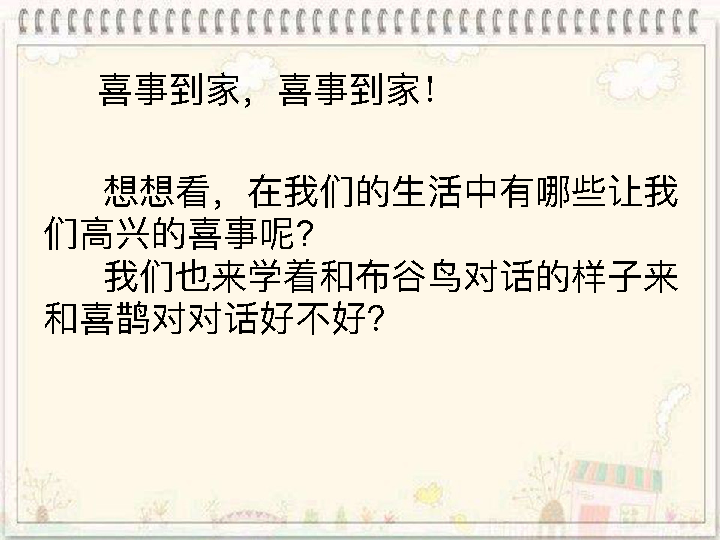 喜事到家，喜事到家！
想想看，在我们的生活中有哪些让我
们高兴的喜事呢?
我们也来学着和布谷鸟对话的样子来
和喜鹊对对话好不好?